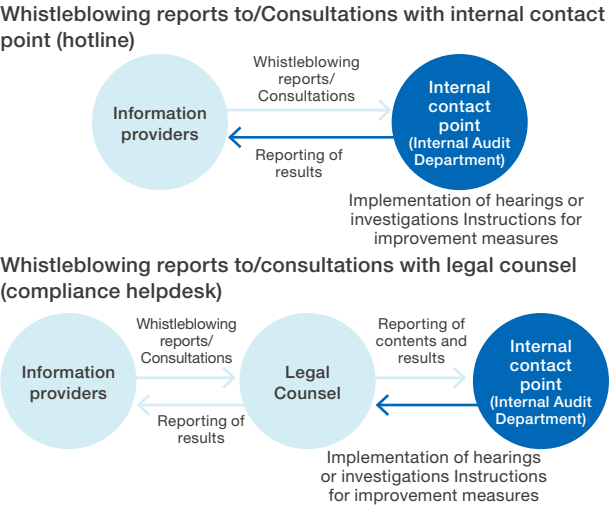 Whistleblowing reports to/Consultations with internal contact
point (hotline)
Information
providers
Whistleblowing
reports/
Consultations
Reporting of
results
Internal
contact
point
(Internal Audit
Department)
Implementation of hearings or
investigations Instructions for
improvement measures
Whistleblowing reports to/consultations with legal counsel
(compliance helpdesk)
Information
providers
Whistleblowing
reports/
Consultations
Reporting of
results
Legal
Counsel
Reporting of
contents and
results
Internal
contact
point
(Internal Audit
Department)
Implementation of hearings
or investigations Instructions
for improvement measures